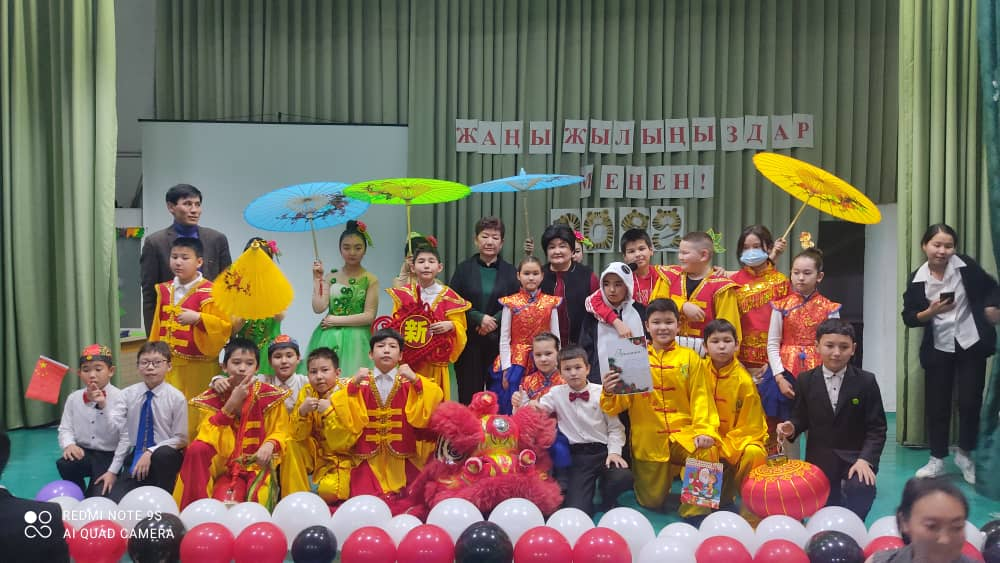 ЖАҢЫ ЖЫЛЫҢЫЗДАР
МЕНЕН!
新
REDMI NOTE 9S
AI QUAD CAMERA